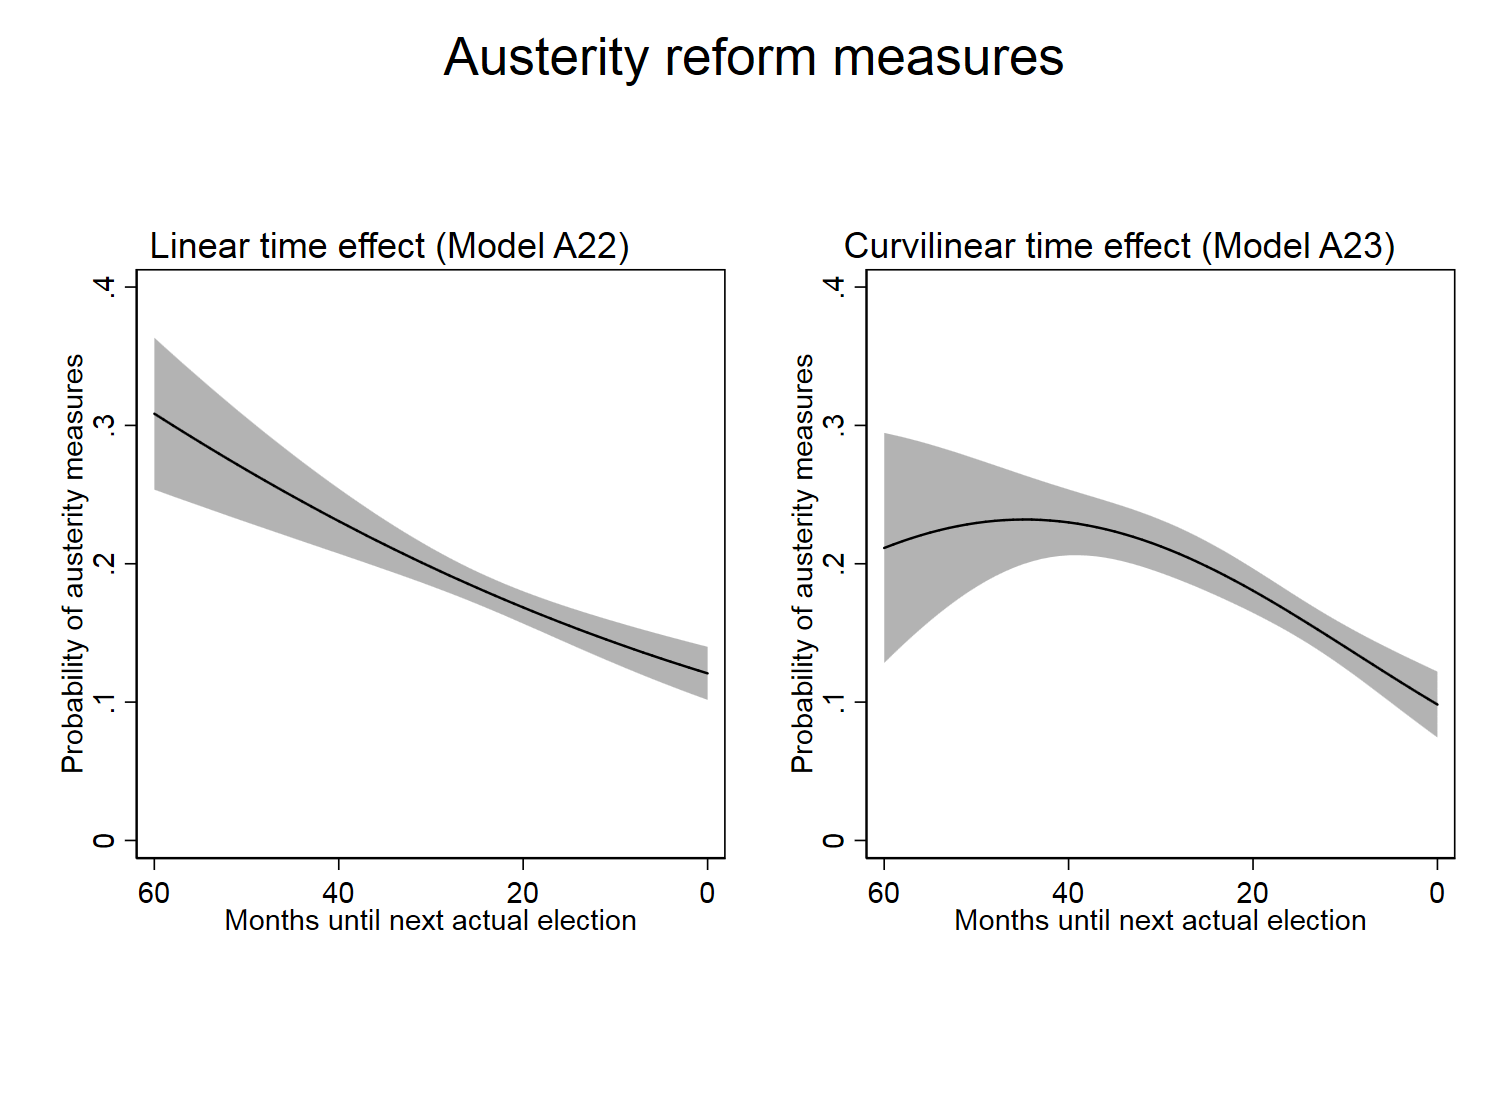 Austerity reform measures
Linear time effect (Model A22)
Probability of austerity measures
.4
.3
.2
.1
0
60 40 20 0
Months until next actual election
Curvilinear time effect (Model A23)
Probability of austerity measures
.4
.3
.2
.1
0
60 40 20 0
Months until next actual election